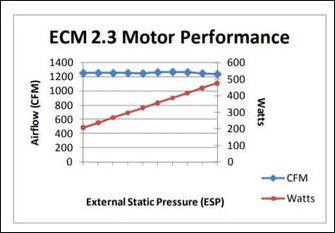 ECM 2.3 Motor Performance
1400
1200
1000
800
600
400
200
0
Airflow (CFM)
600
500
400
300
200
100
0
Watts
External Static Pressure (ESP)
CFM
Watts